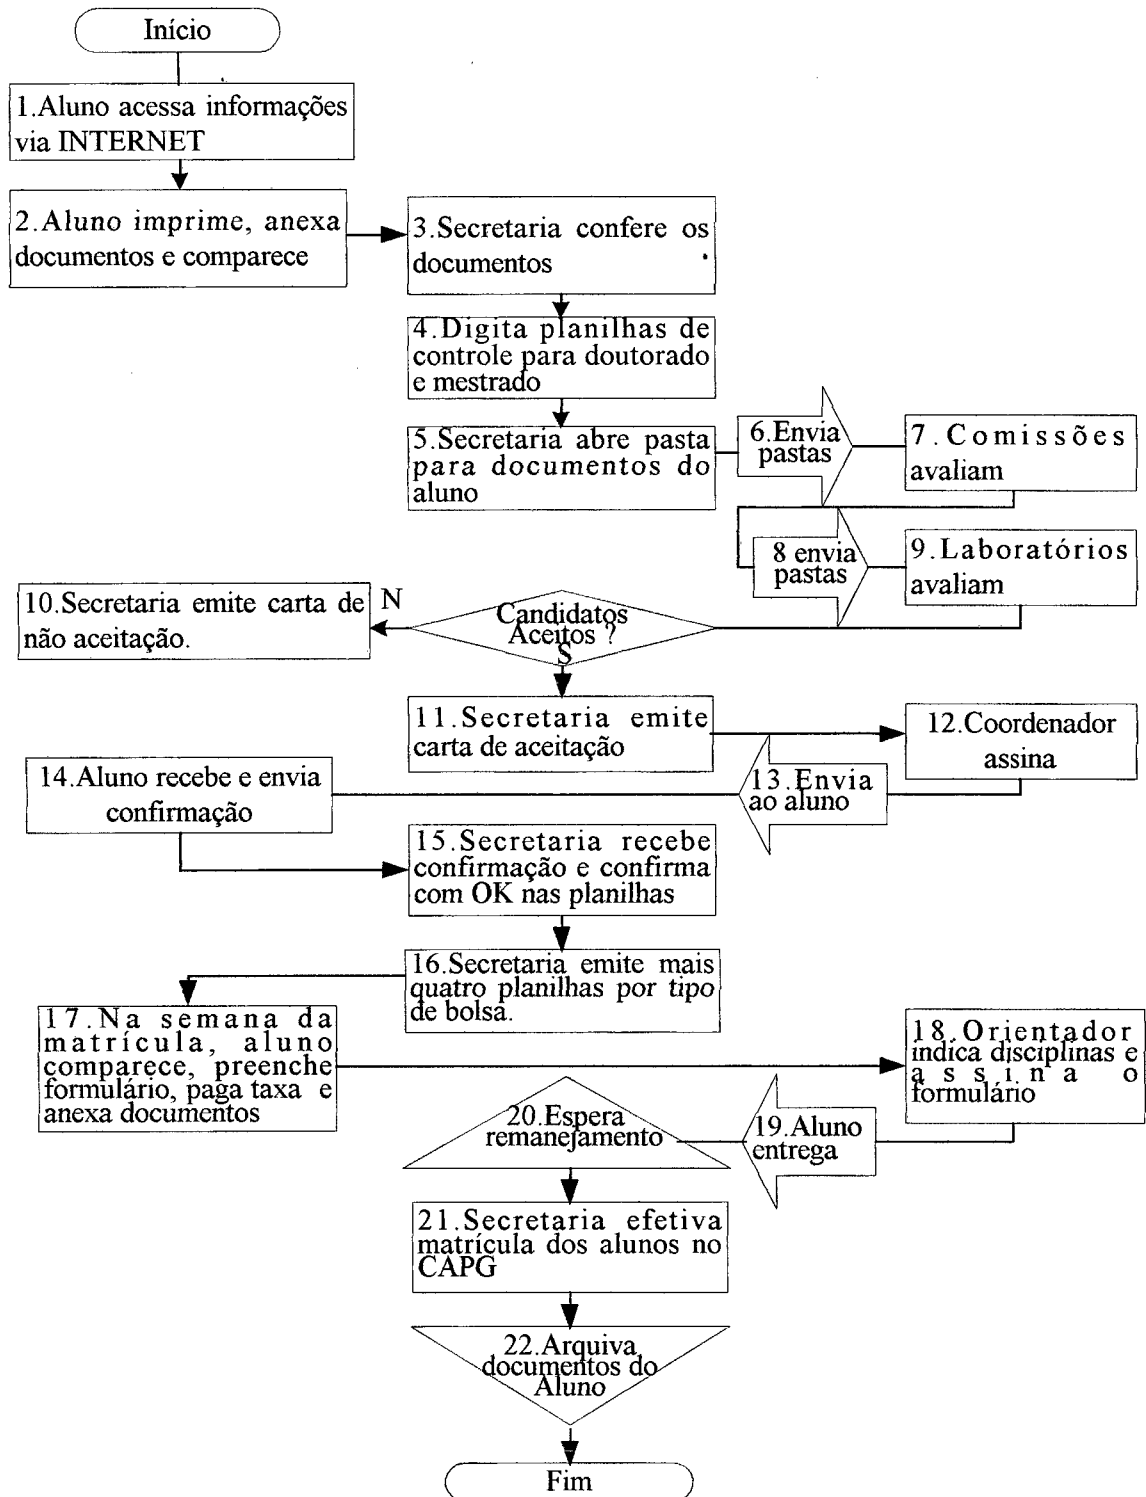 Início
1.Aluno acessa informações
via INTERNET
2.Aluno imprime, anexa
documentos e comparece
3.Secretaria confere os
documentos
4.Digita planilhas de
controle para doutorado
e mestrado
5.Secretaria abre pasta
para documentos do
aluno
6.Envia
pastas
7.Comissões
avaliam
8 envia
pastas
9.Laboratórios
avaliam
10.Secretaria emite carta de
não aceitação.
N
Candidatos
Aceitos ?
S
11.Secretaria emite
carta de aceitação
12.Coordenador
assina
13.Envia
ao aluno
14.Aluno recebe e envia
confirmação
15.Secretaria recebe
confirmação e confirma
com OK nas planilhas
16.Secretaria emite mais
quatro planilhas por tipo
de bolsa.
17.Na semana da
matrícula, aluno
comparece, preenche
formulário, paga taxa e
anexa documentos
18.Orientador
indica disciplinas e
assina o
formulário
19.Aluno
entrega
20.Espera
remanejamento
21.Secretaria efetiva
matrícula dos alunos no
CAPG
22.Arquiva
documentos do
Aluno
Fim